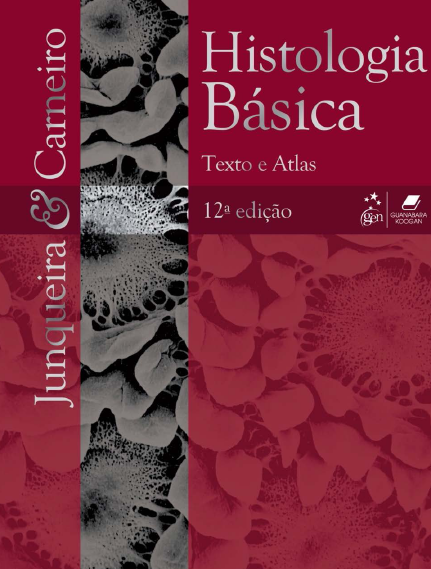 Junqueira & Carneiro
Histologia
Básica
Texto e Atlas
12ª edição
gen
GUANABARA
KOOGAN